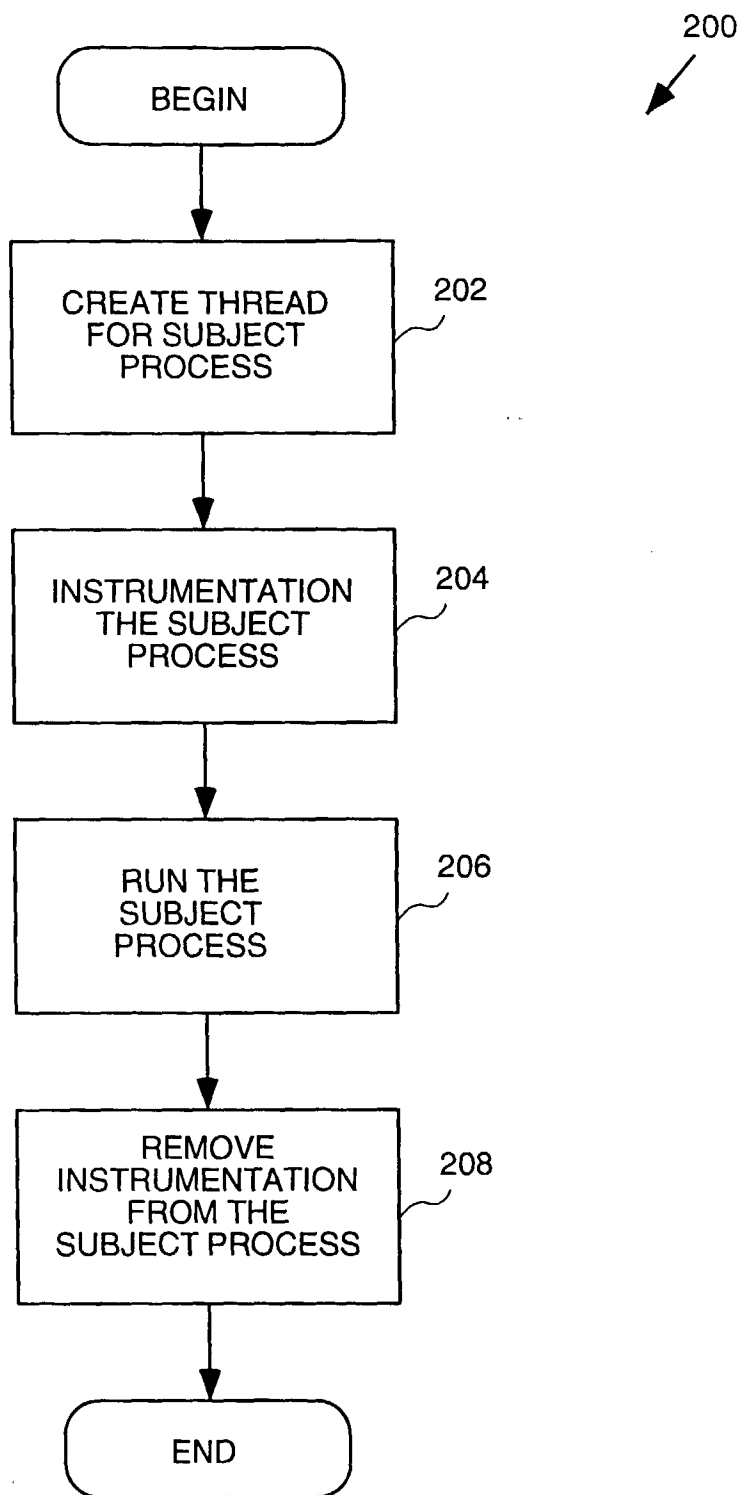 200
BEGIN
CREATE THREAD
FOR SUBJECT
PROCESS
202
INSTRUMENTATION
THE SUBJECT
PROCESS
204
RUN THE
SUBJECT
PROCESS
206
REMOVE
INSTRUMENTATION
FROM THE
SUBJECT PROCESS
208
END